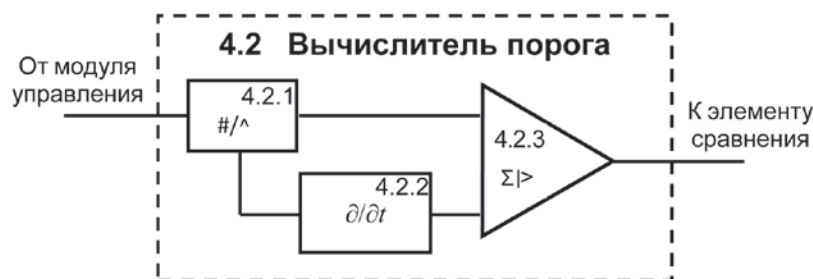 4.2 Вычислитель порога
От модуля
управления
4.2.1
#/^
4.2.2
∂/∂t
4.2.3
Σ|>
К элементу
сравнения